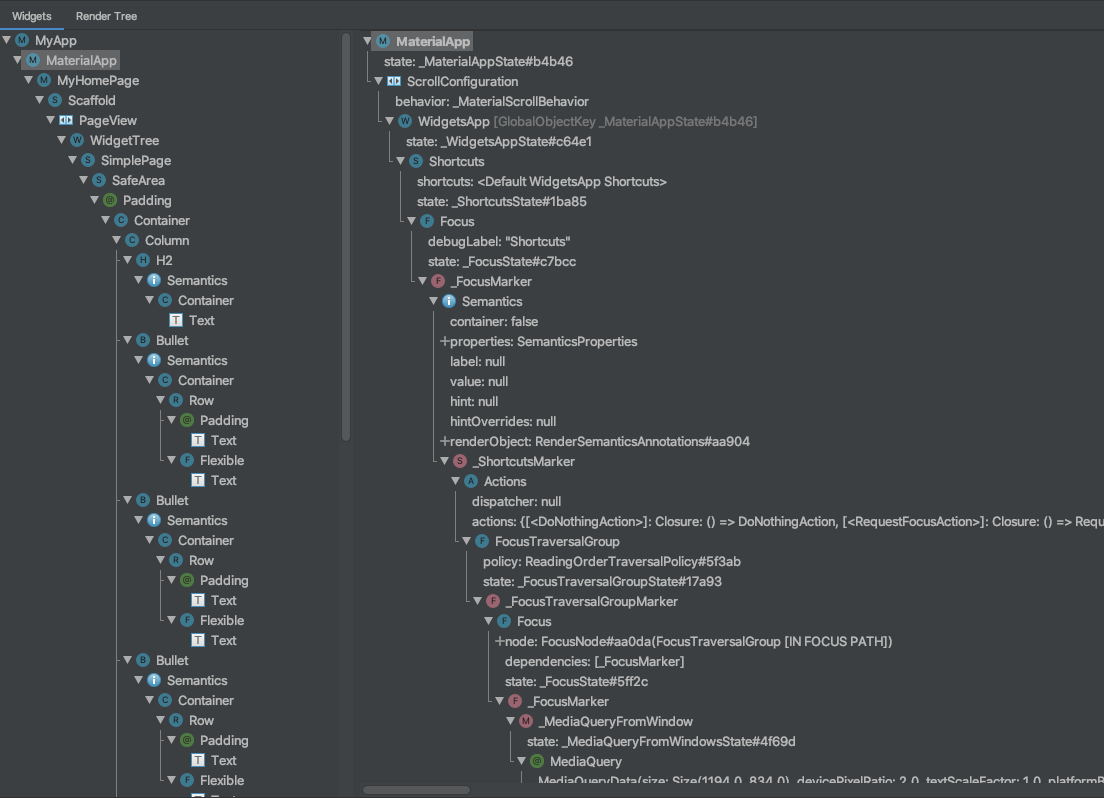 Widgets
Render Tree
MyApp
MaterialApp
MyHomePage
Scaffold
PageView
WidgetTree
SimplePage
SafeArea
Padding
Container
Column
H2
Semantics
Container
Text
Bullet
Semantics
Container
Row
Padding
Text
Flexible
Text
Bullet
Semantics
Container
Row
Padding
Text
Flexible
Text
Bullet
Semantics
Container
Row
Padding
Text
Flexible
MaterialApp
state: _MaterialAppState#b4b46
ScrollConfiguration
behavior: _MaterialScrollBehavior
WidgetsApp [GlobalObjectKey _MaterialAppState#b4b46]
state: _WidgetsAppState#c64e1
Shortcuts
shortcuts: <Default WidgetsApp Shortcuts>
state: _ShortcutsState#1ba85
Focus
debugLabel: "Shortcuts"
state: _FocusState#c7bcc
_FocusMarker
Semantics
container: false
+properties: SemanticsProperties
label: null
value: null
hint: null
hintOverrides: null
+renderObject: RenderSemanticsAnnotations#aa904
_ShortcutsMarker
Actions
dispatcher: null
actions: {[<DoNothingAction>]: Closure: () => DoNothingAction, [<RequestFocusAction>]: Closure: () => Requ
FocusTraversalGroup
policy: ReadingOrderTraversalPolicy#5f3ab
state: _FocusTraversalGroupState#17a93
_FocusTraversalGroupMarker
Focus
+node: FocusNode#aa0da(FocusTraversalGroup [IN FOCUS PATH])
dependencies: [_FocusMarker]
state: _FocusState#5ff2c
_FocusMarker
_MediaQueryFromWindow
state: _MediaQueryFromWindowsState#4f69d
MediaQuery
MediaQueryData(size: Size(1194.0, 834.0), devicePixelRatio: 2.0, textScaleFactor: 1.0, platformB